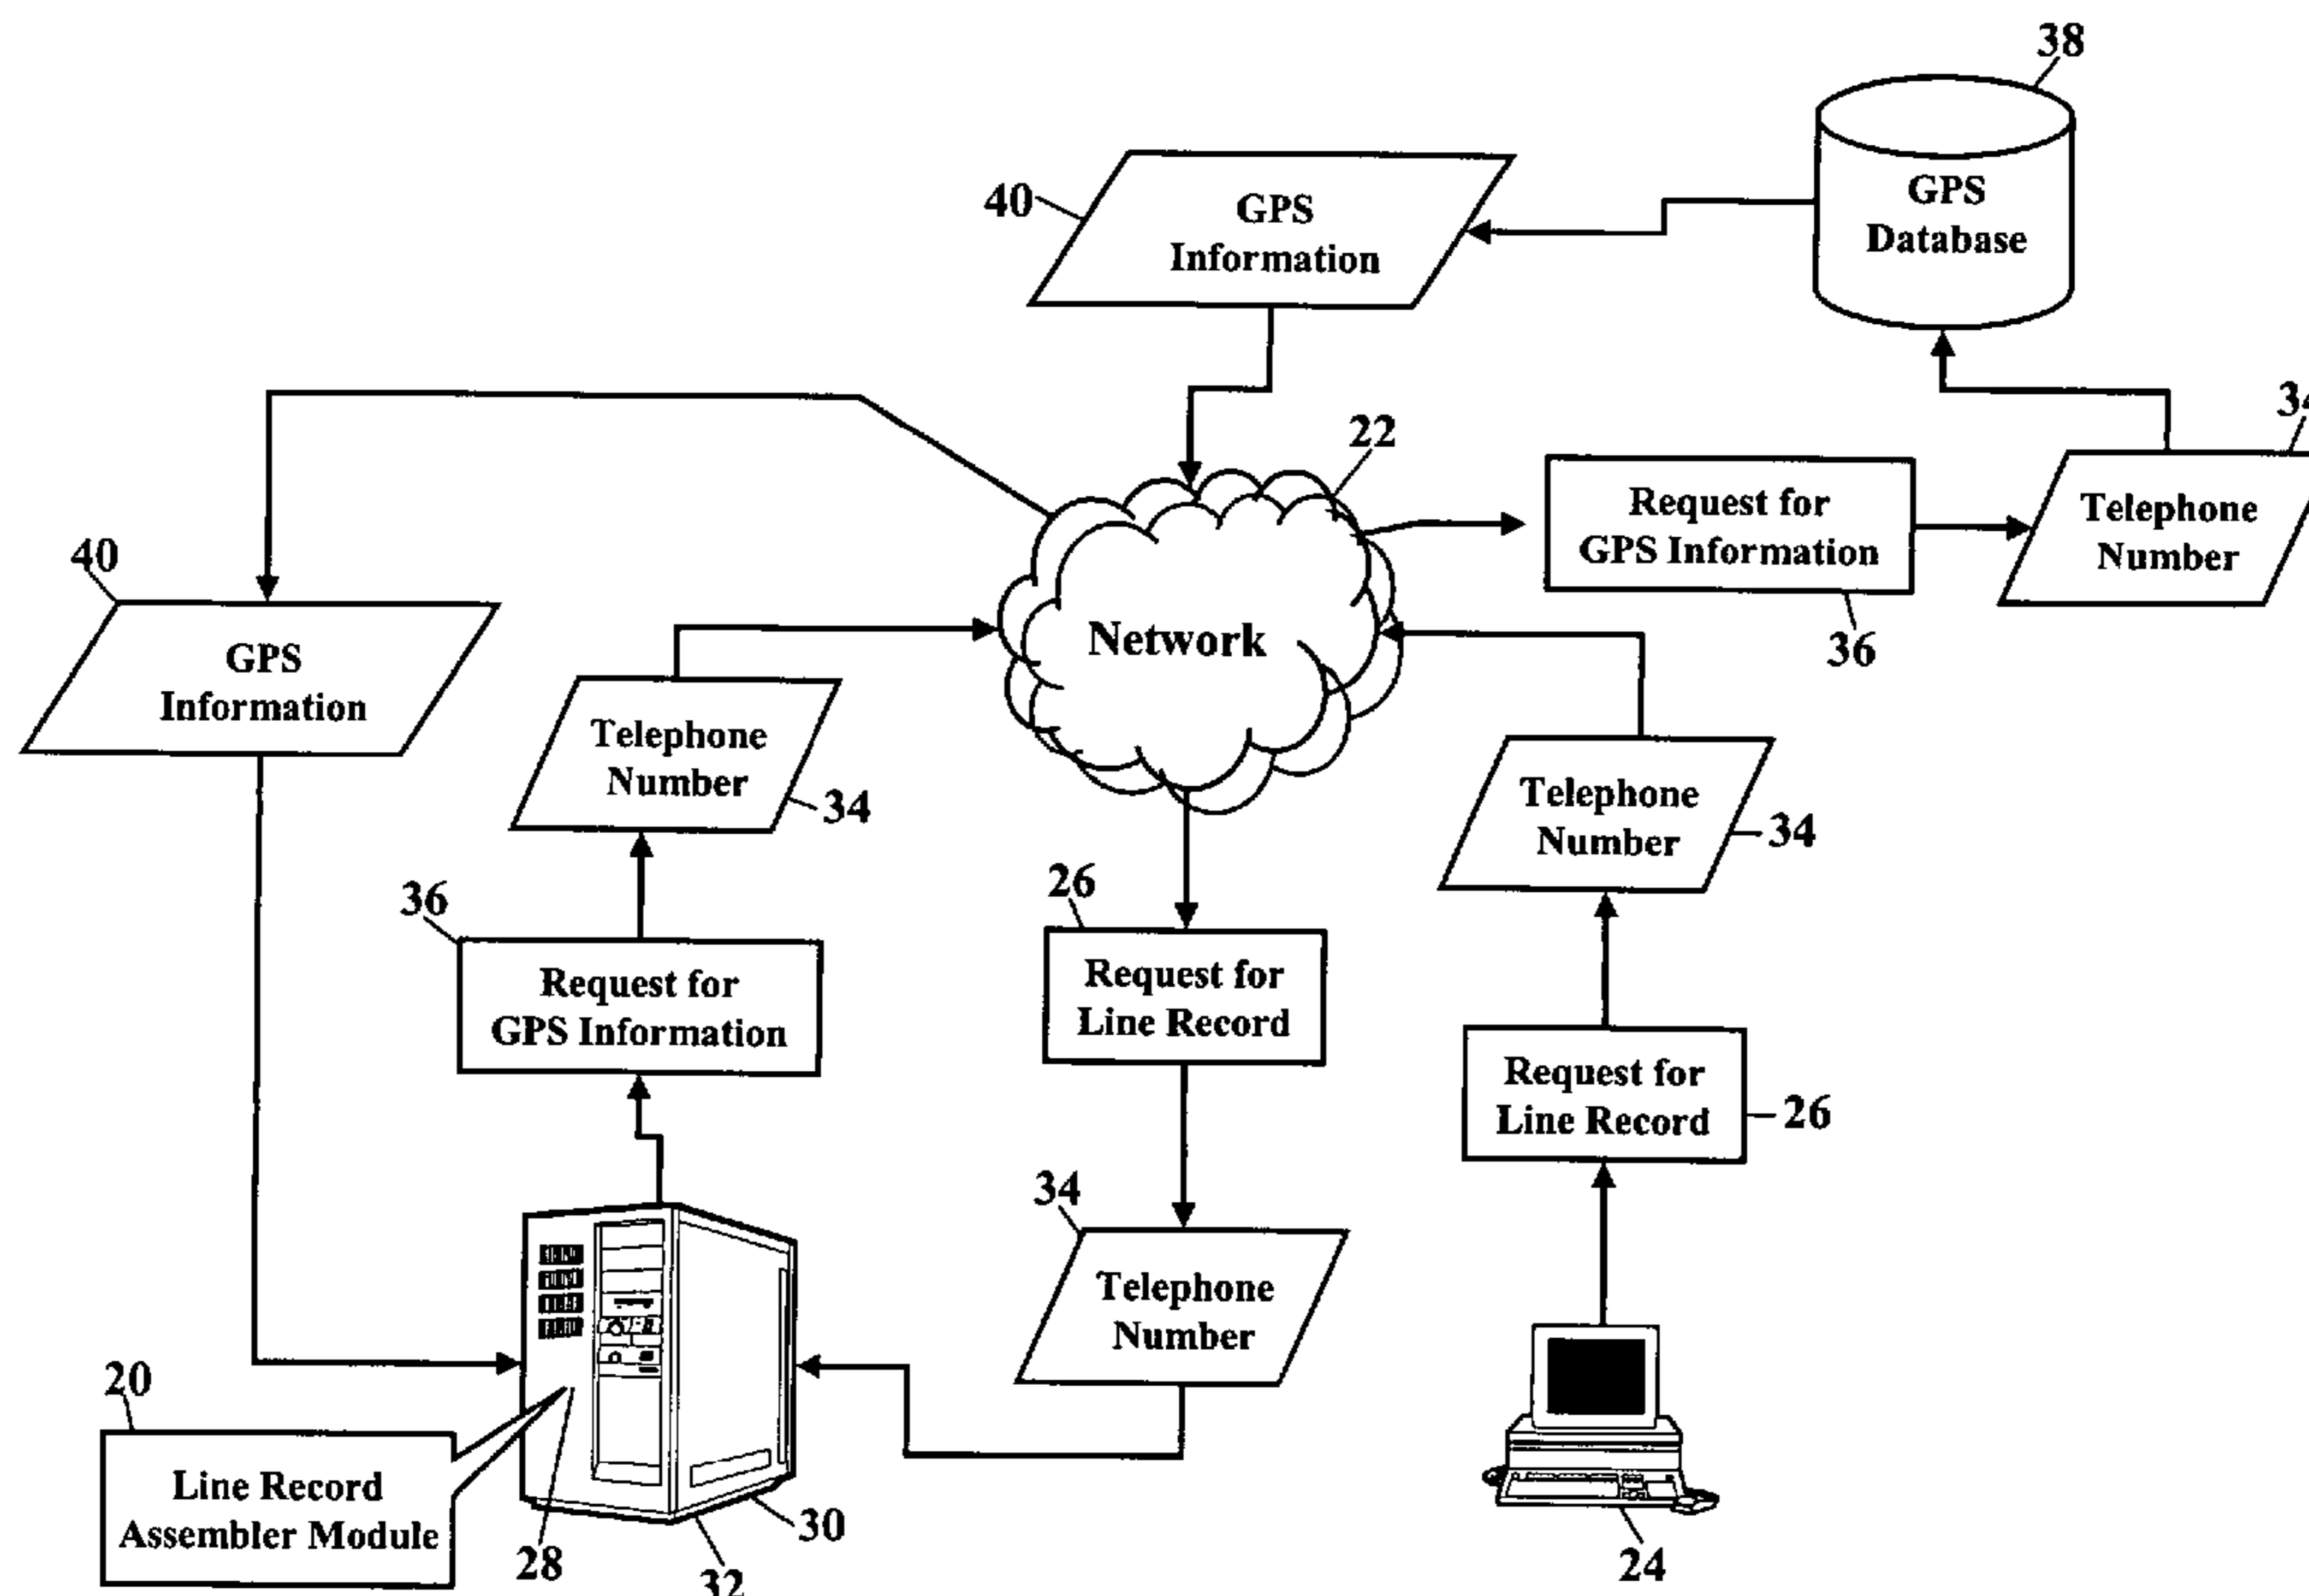 38
GPS
Database
40
GPS
Information
34
22
Request for
GPS Information
36
Telephone
Number
40
GPS
Information
Network
Telephone
Number
34
Telephone
Number
34
36
Request for
GPS Information
26
Request for
Line Record
Request for
Line Record
26
34
Telephone
Number
20
Line Record
Assembler Module
28
30
32
24